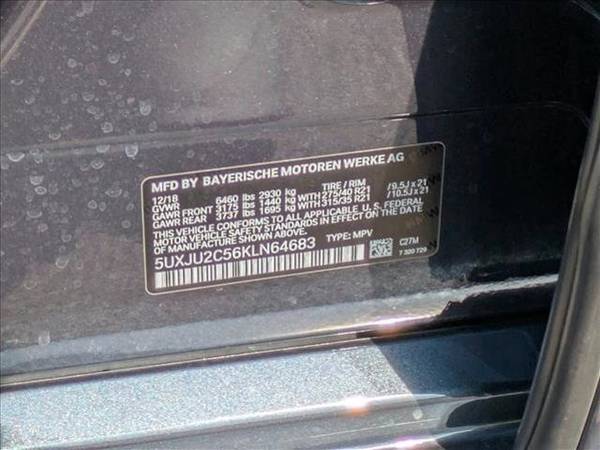 MFD BY BAYERISCHE MOTOREN WERKE AG
12/18 TIRE / RIM
GVWR 6460 lbs 2930 kg
GAWR FRONT 3175 lbs 1440 kg WITH 275/40 R21 / 9.5J x 21
GAWR REAR 3737 lbs 1695 kg WITH 315/35 R21 / 10.5J x 21
THIS VEHICLE CONFORMS TO ALL APPLICABLE U. S. FEDERAL
MOTOR VEHICLE SAFETY STANDARDS IN EFFECT ON THE DATE OF
MANUFACTURE SHOWN ABOVE.
5UXJU2C56KLN64683 TYPE: MPV
C27M
7 320 729